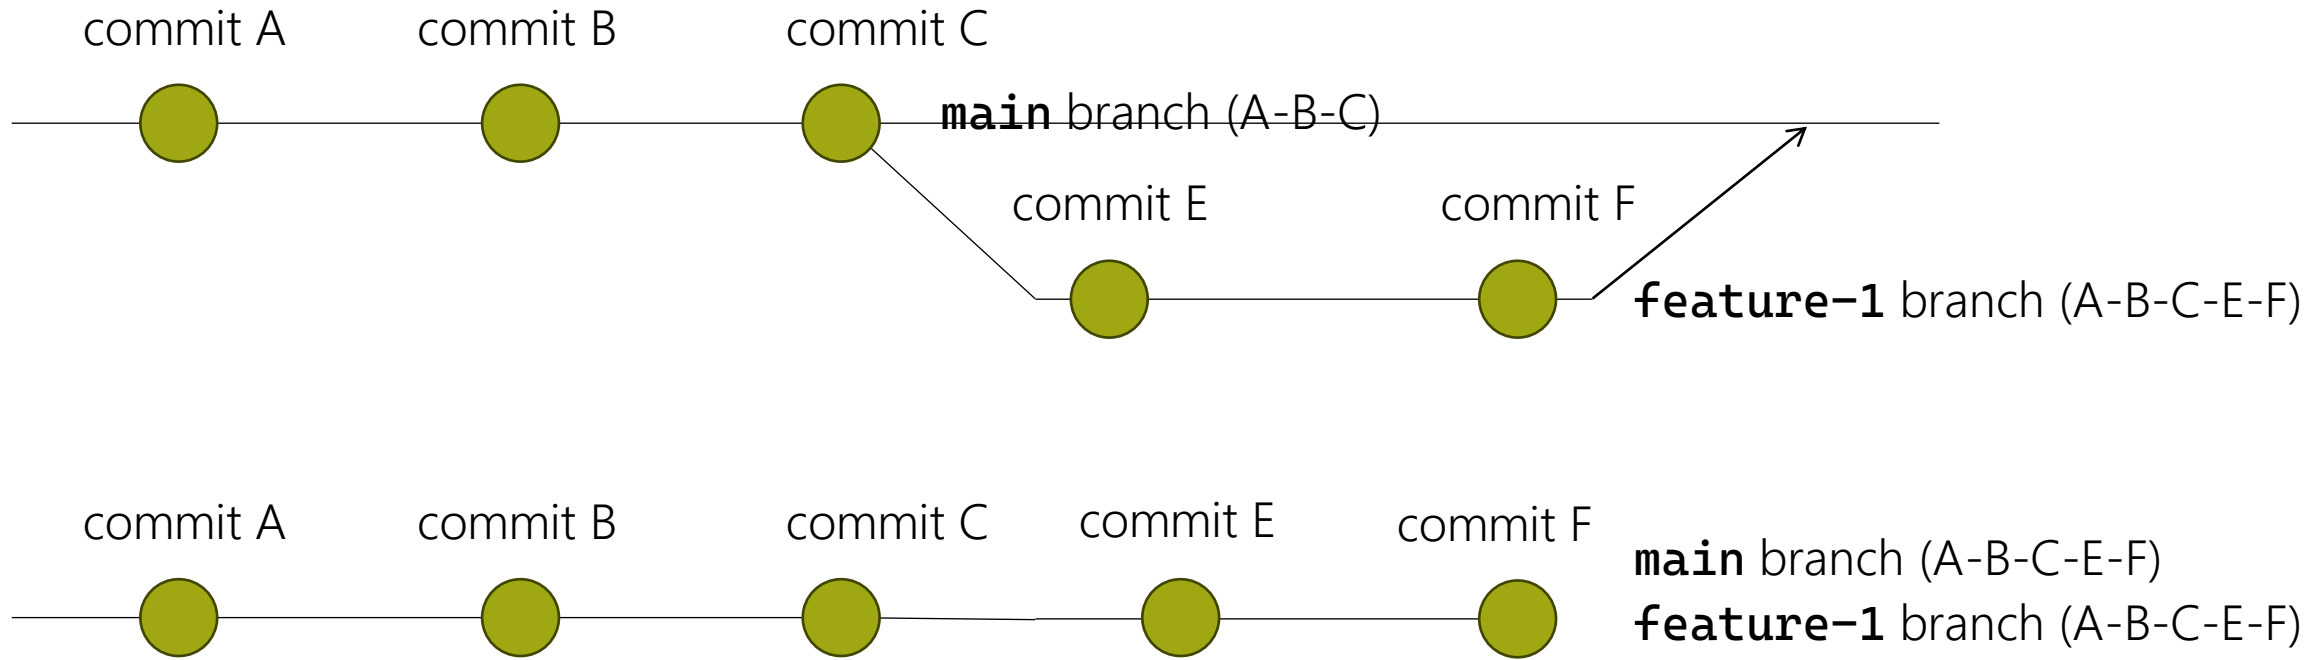 commit A
commit B
commit C
main branch (A-B-C)
commit E
commit F
feature-1 branch (A-B-C-E-F)
commit A
commit B
commit C
commit E
commit F
main branch (A-B-C-E-F)
feature-1 branch (A-B-C-E-F)